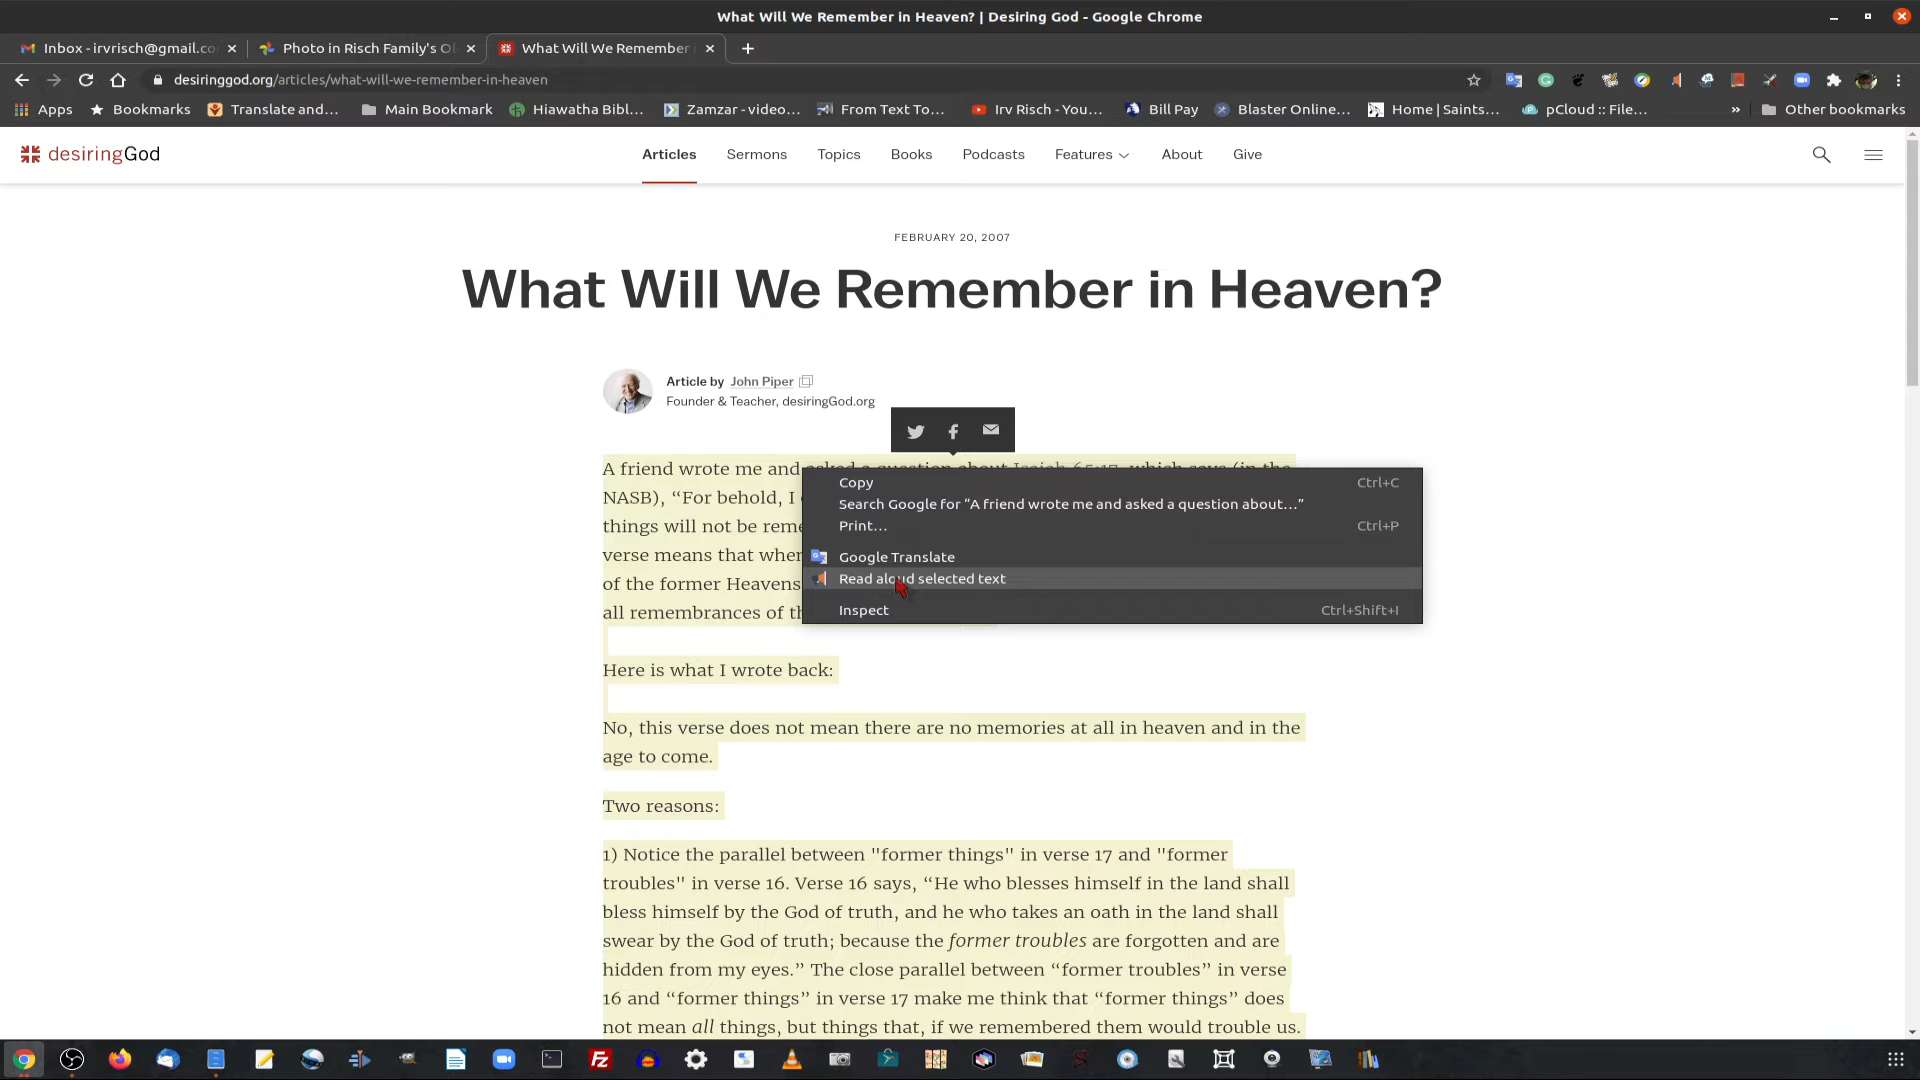 What Will We Remember in Heaven? | Desiring God - Google Chrome
Inbox - irvrisch@gmail.co
Photo in Risch Family's O
What Will We Remember
desiringgod.org/articles/what-will-we-remember-in-heaven
Apps
Bookmarks
Translate and...
Main Bookmark
Hiawatha Bibl...
Zamzar - video...
From Text To...
Irv Risch - You...
Bill Pay
Blaster Online...
Home | Saints...
pCloud :: File...
»
Other bookmarks
desiringGod
Articles
Sermons
Topics
Books
Podcasts
Features
About
Give
FEBRUARY 20, 2007
What Will We Remember in Heaven?
Article by John Piper
Founder & Teacher, desiringGod.org
A friend wrote me and asked a question about Isaiah 65:17, which says (in the
NASB), “For behold, I
things will not be reme
verse means that when
of the former Heavens
all remembrances of th
Copy Ctrl+C
Search Google for “A friend wrote me and asked a question about...”
Print... Ctrl+P
Google Translate
Read aloud selected text
Inspect Ctrl+Shift+I
Here is what I wrote back:
No, this verse does not mean there are no memories at all in heaven and in the
age to come.
Two reasons:
1) Notice the parallel between "former things" in verse 17 and "former
troubles" in verse 16. Verse 16 says, “He who blesses himself in the land shall
bless himself by the God of truth, and he who takes an oath in the land shall
swear by the God of truth; because the former troubles are forgotten and are
hidden from my eyes.” The close parallel between “former troubles” in verse
16 and “former things” in verse 17 make me think that “former things” does
not mean all things, but things that, if we remembered them would trouble us.